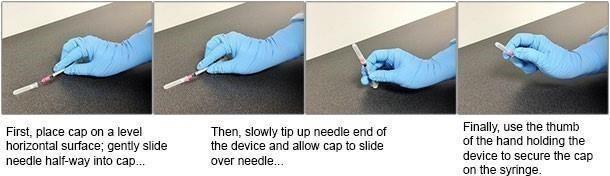 First, place cap on a level
horizontal surface; gently slide
needle half-way into cap...
Then, slowly tip up needle end of
the device and allow cap to slide
over needle...
Finally, use the thumb
of the hand holding the
device to secure the cap
on the syringe.